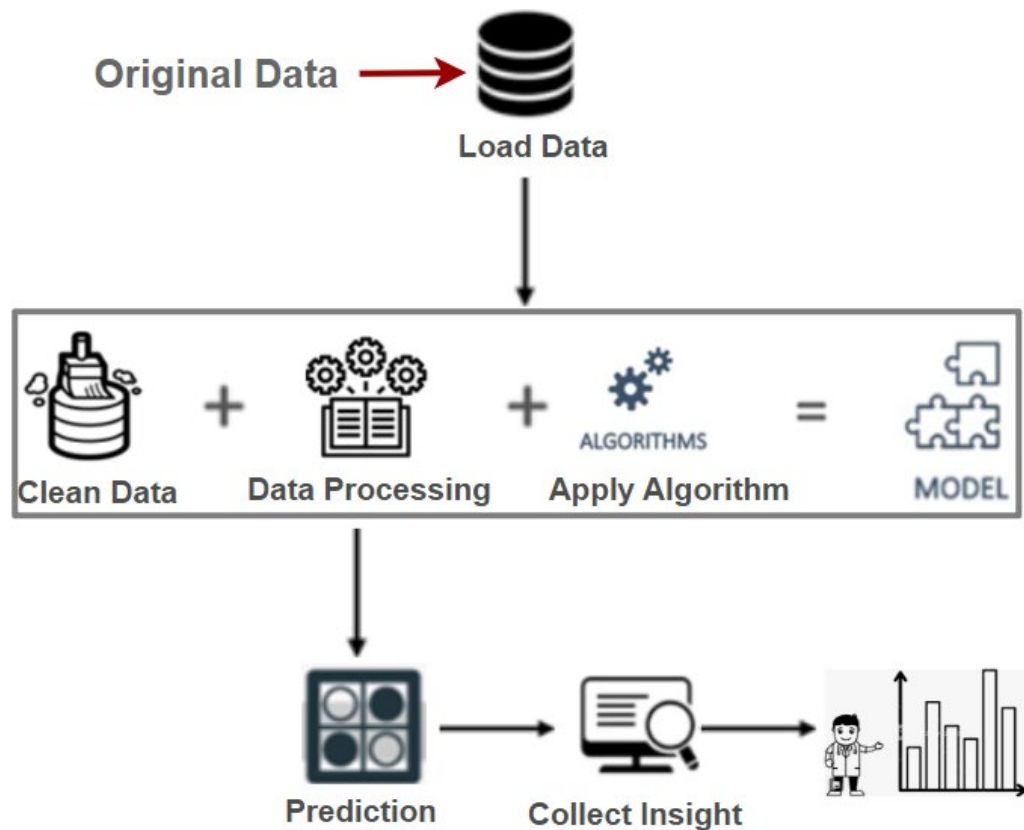 Original Data
Load Data
ALGORITHMS
Clean Data
Data Processing
Apply Algorithm
MODEL
Prediction
Collect Insight